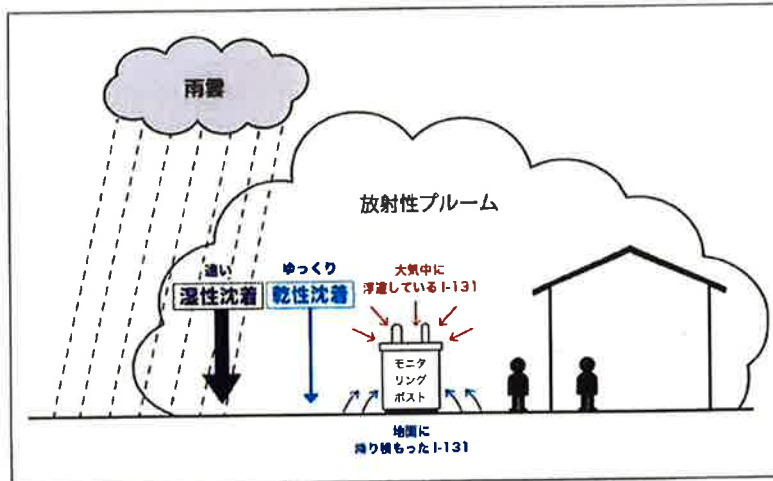 雨雲
放射性プルーム
速い
湿性沈着
ゆっくり
乾性沈着
大気中に
浮遊しているI-131
モニタ
リング
ポスト
地面に
降り積もったI-131